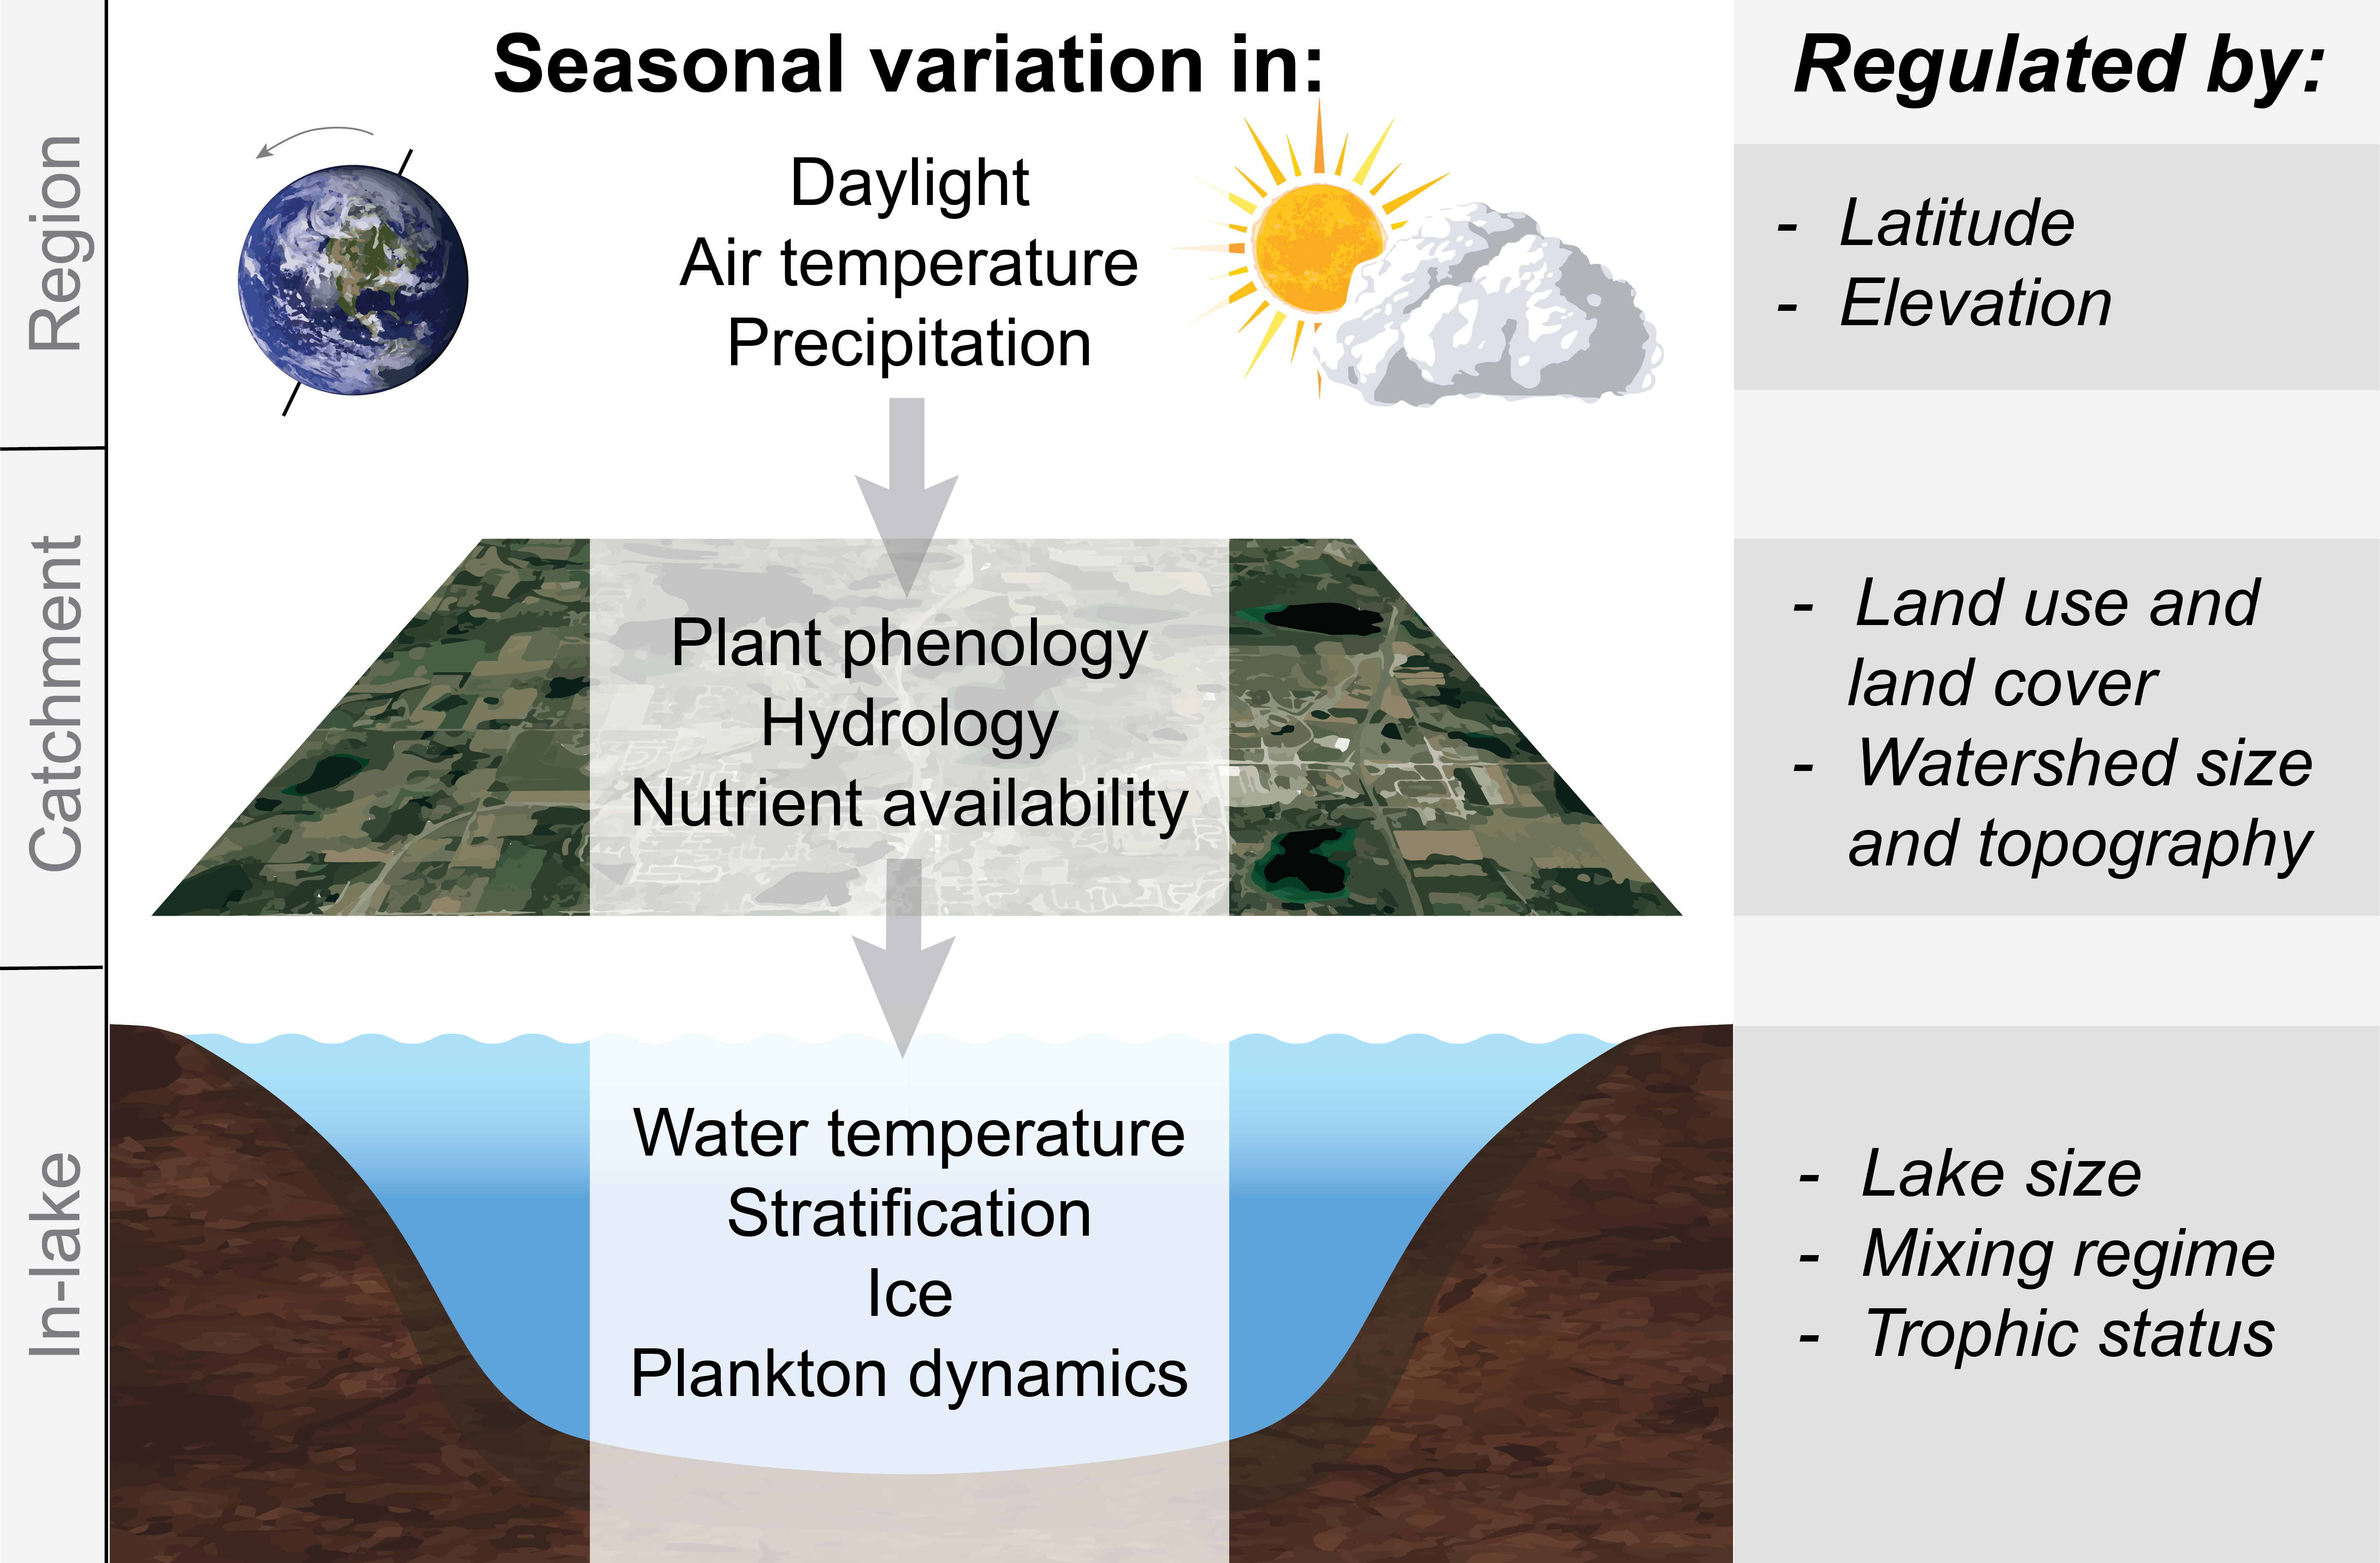 Seasonal variation in:
Regulated by:
Region
Daylight
Air temperature
Precipitation
- Latitude
- Elevation
Catchment
Plant phenology
Hydrology
Nutrient availability
- Land use and
land cover
- Watershed size
and topography
In-lake
Water temperature
Stratification
Ice
Plankton dynamics
- Lake size
- Mixing regime
- Trophic status